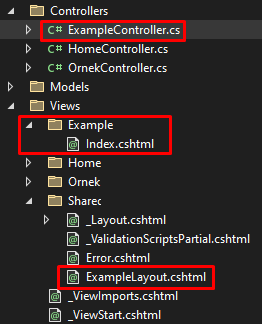 Controllers
C# ExampleController.cs
C# HomeController.cs
C# OrnekController.cs
Models
Views
Example
Index.cshtml
Home
Ornek
Shared
_Layout.cshtml
_ValidationScriptsPartial.cshtml
Error.cshtml
ExampleLayout.cshtml
_ViewImports.cshtml
_ViewStart.cshtml